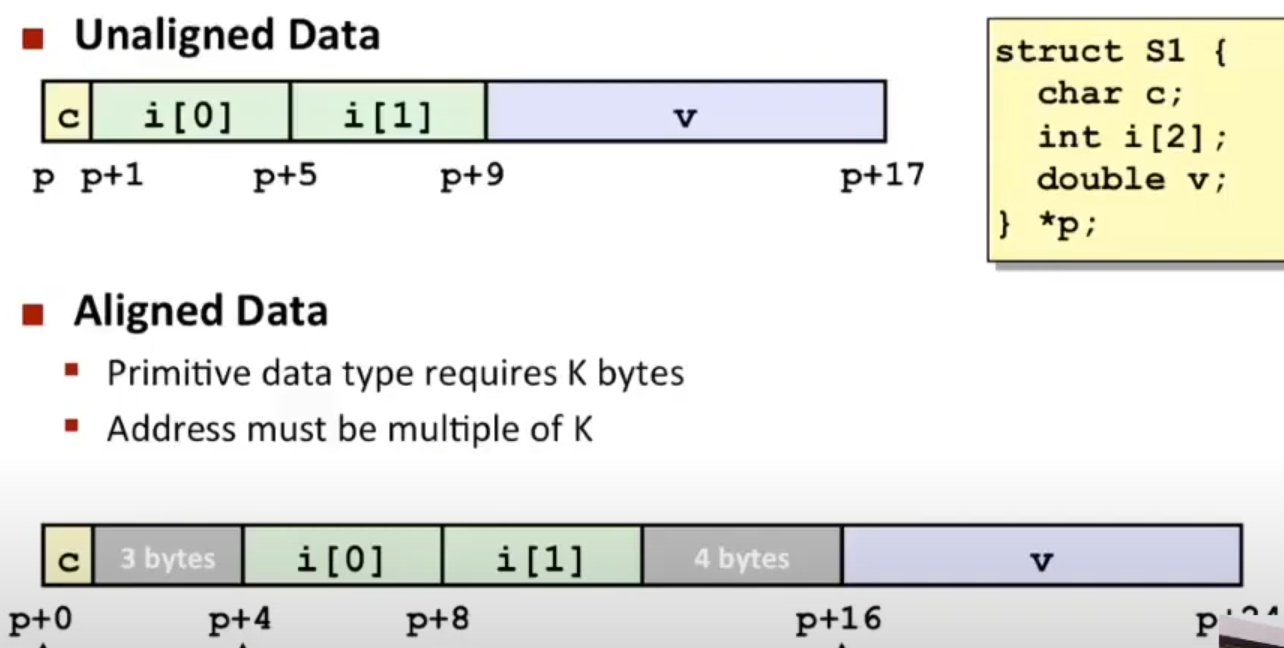 Unaligned Data
c i[0] i[1] v
p p+1 p+5 p+9 p+17
struct S1 {
char c;
int i[2];
double v;
} *p;
Aligned Data
Primitive data type requires K bytes
Address must be multiple of K
c 3 bytes i[0] i[1] 4 bytes v
p+0 p+4 p+8 p+16